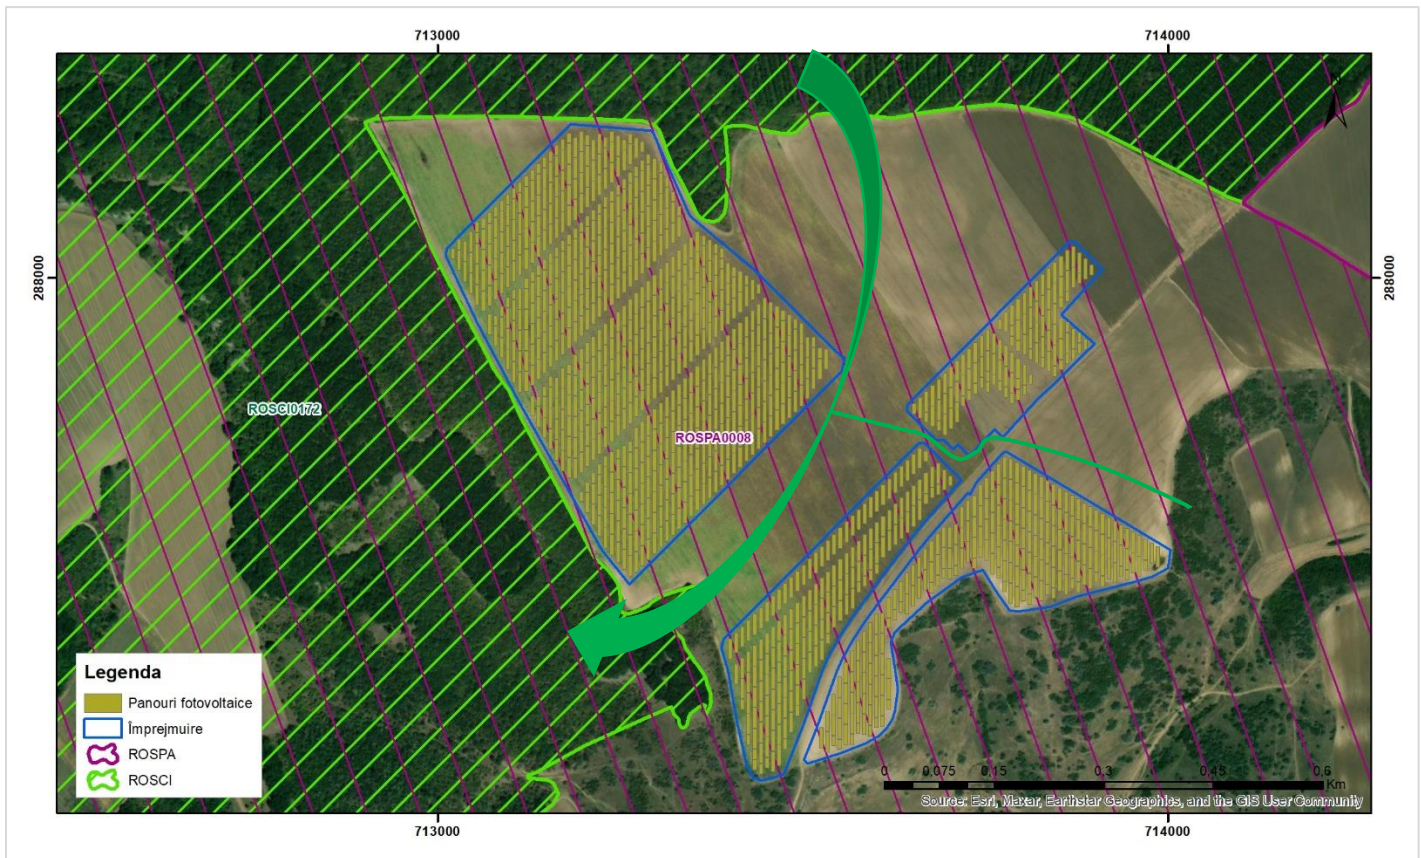 713000
714000
288000
288000
ROSCI0172
ROSPA0008
Legenda
Panouri fotovoltaice
Împrejmuire
ROSPA
ROSCI
0 0.075 0.15 0.3 0.45 0.6
Km
Source: Esri, Maxar, Earthstar Geographics, and the GIS User Community
713000
714000